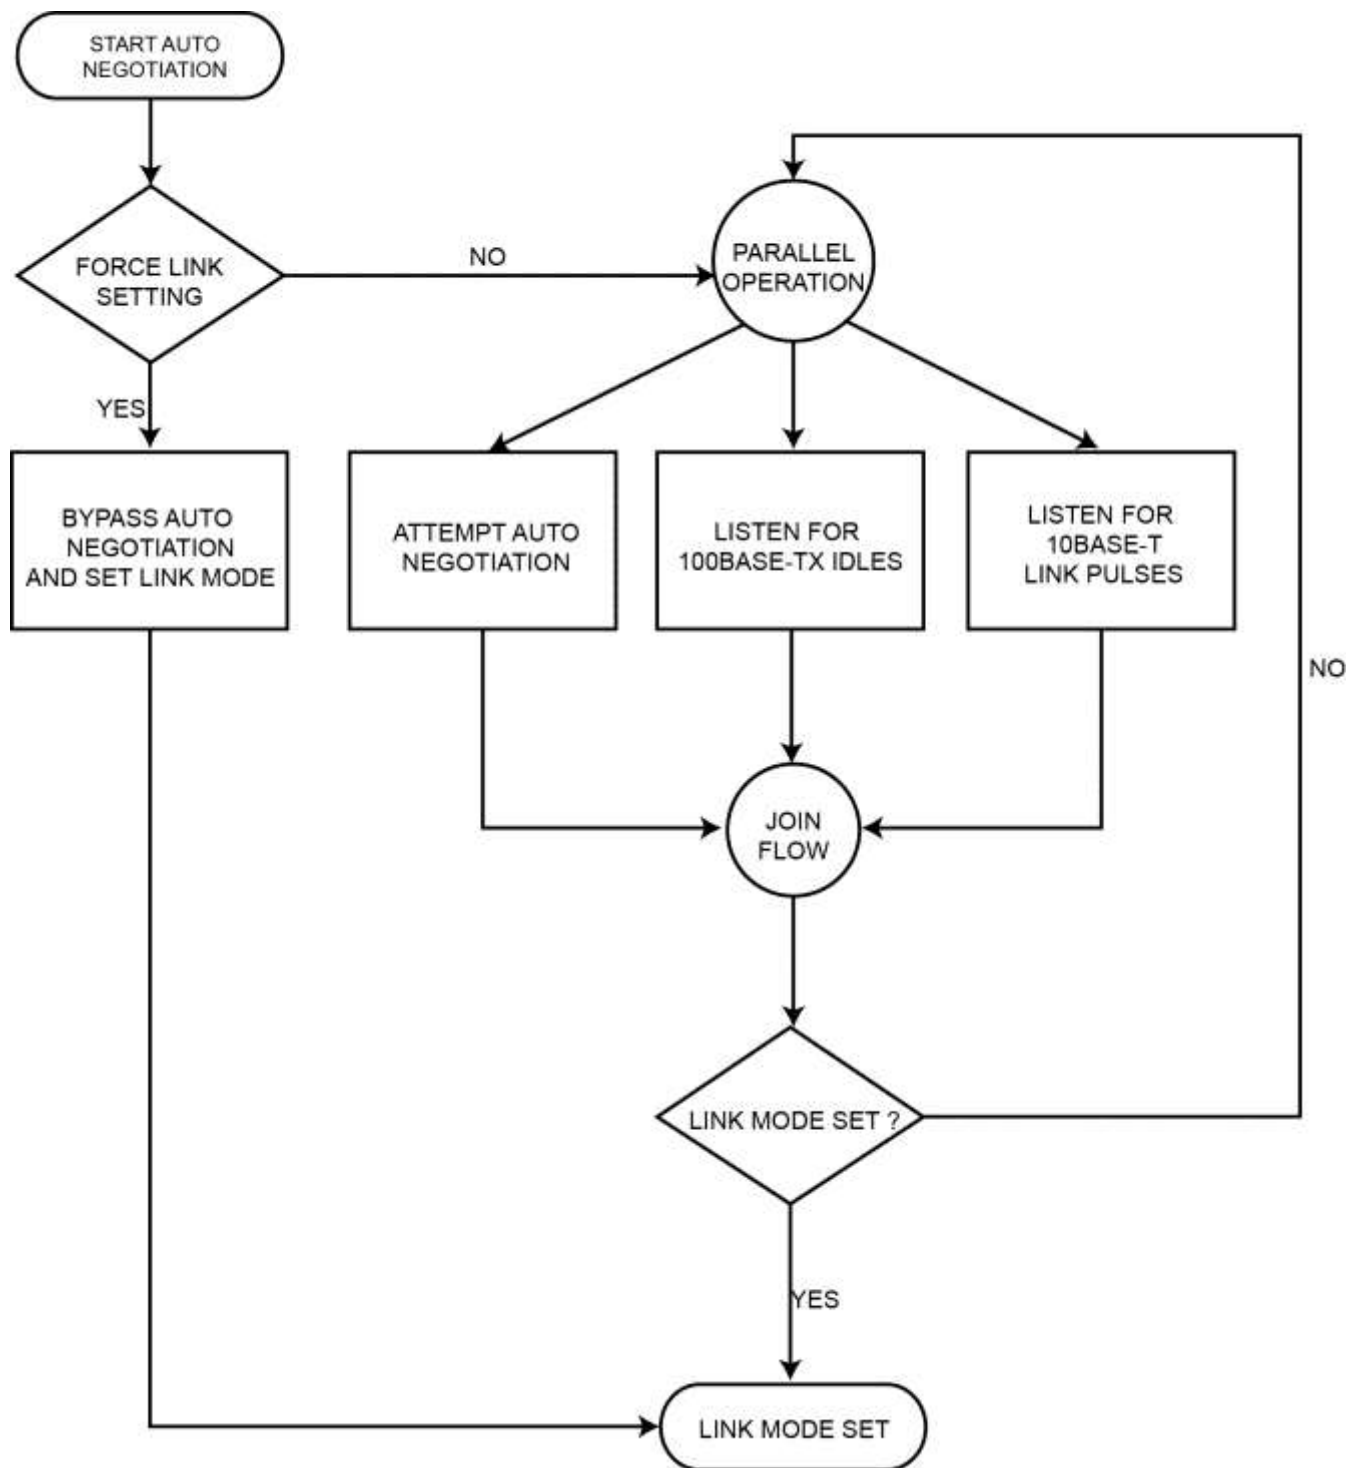 START AUTO
NEGOTIATION
FORCE LINK
SETTING
NO
PARALLEL
OPERATION
YES
BYPASS AUTO
NEGOTIATION
AND SET LINK MODE
ATTEMPT AUTO
NEGOTIATION
LISTEN FOR
100BASE-TX IDLES
LISTEN FOR
10BASE-T
LINK PULSES
NO
JOIN
FLOW
LINK MODE SET ?
YES
LINK MODE SET